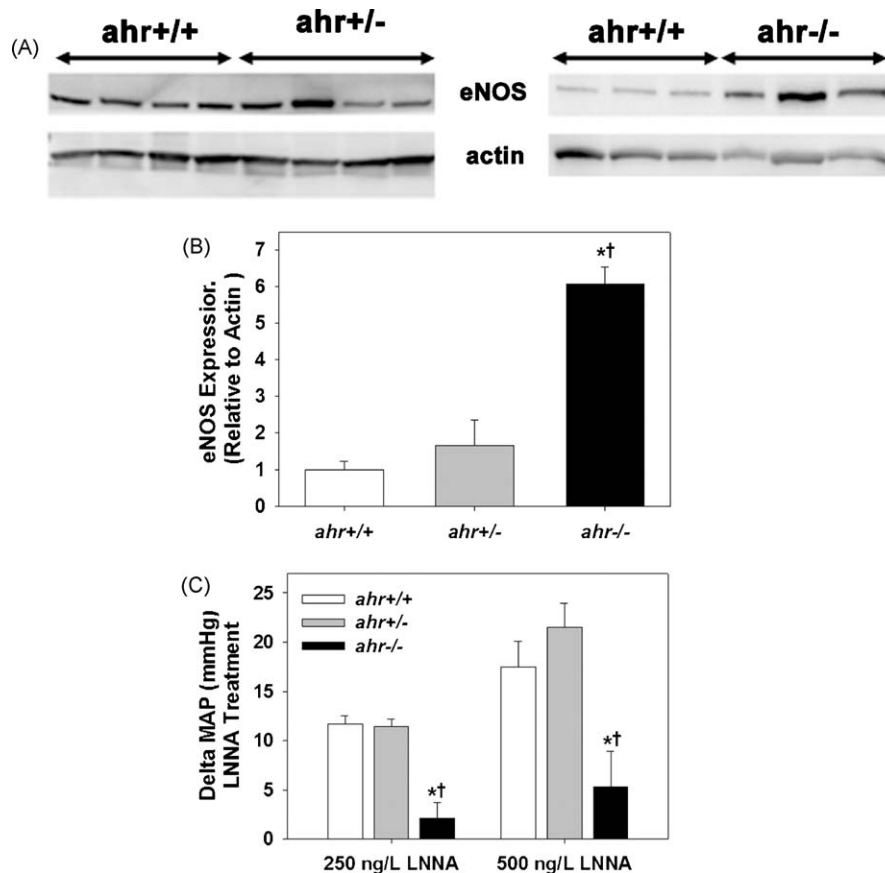 (A)
ahr+/+ ahr+/-
ahr+/+ ahr-/-
eNOS
actin
(B)
eNOS Expression.
(Relative to Actin )
7
6
5
4
3
2
1
0
*†
ahr+/+ ahr+/- ahr-/-
(C)
Delta MAP (mmHg)
LNNA Treatment
25
20
15
10
5
0
ahr+/+
ahr+/-
ahr-/-
*†
*†
250 ng/L LNNA 500 ng/L LNNA